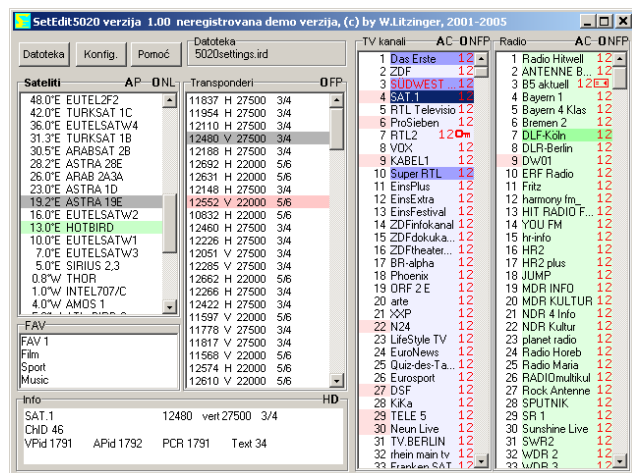 SetEdit5020 verzija 1.00 neregistrovana demo verzija, (c) by W.Litzinger, 2001-2005
Datoteka Konfig. Pomoć
Datoteka
5020settings.ird
Sateliti AP ONL
48.0°E EUTEL2F2
42.0°E TURKSAT 1C
36.0°E EUTELSATW4
31.3°E TURKSAT 1B
30.5°E ARABSAT 2B
28.2°E ASTRA 28E
26.0°E ARAB 2A3A
23.0°E ASTRA 1D
19.2°E ASTRA 19E
16.0°E EUTELSATW2
13.0°E HOTBIRD
10.0°E EUTELSATW1
7.0°E EUTELSATW3
5.0°E SIRIUS 2,3
0.8°W THOR
1.0°W INTEL707/C
4.0°W AMOS 1
FAV
FAV 1
Film
Sport
Music
Transponderi OFP
11837 H 27500 3/4
11954 H 27500 3/4
12110 H 27500 3/4
12480 V 27500 3/4
12188 H 27500 3/4
12692 H 22000 5/6
12631 H 22000 5/6
12148 H 27500 3/4
12552 V 22000 5/6
10832 H 22000 5/6
12460 H 27500 3/4
12226 H 27500 3/4
12051 V 27500 3/4
12285 V 27500 3/4
12662 H 22000 5/6
12266 H 27500 3/4
12422 H 27500 3/4
11597 V 22000 5/6
11778 V 27500 3/4
11817 V 27500 3/4
11568 V 22000 5/6
12574 H 22000 5/6
12610 V 22000 5/6
TV kanali AC ONFP
1 Das Erste 12
2 ZDF 12
3 SÜDWEST ... 12
4 SAT.1 12
5 RTL Televisio 12
6 ProSieben 12
7 RTL2 12
8 VOX 12
9 KABEL1 12
10 Super RTL 12
11 EinsPlus 12
12 EinsExtra 12
13 EinsFestival 12
14 ZDFinfokanal 12
15 ZDFdokuka... 12
16 ZDFtheater... 12
17 BR-alpha 12
18 Phoenix 12
19 ORF 2 E 12
20 arte 12
21 XXP 12
22 N24 12
23 LifeStyle TV 12
24 EuroNews 12
25 Quiz-des-Ta... 12
26 Eurosport 12
27 DSF 12
28 KiKa 12
29 TELE 5 12
30 Neun Live 12
31 TV.BERLIN 12
32 rhein main tv 12
33 Franken SAT 12
Radio AC ONFP
1 Radio Hitwell 12
2 ANTENNE B... 12
3 B5 aktuell 12
4 Bayern 1 12
5 Bayern 4 Klas 12
6 Bremen 2 12
7 DLF-Köln 12
8 DLR-Berlin 12
9 DW01 12
10 ERF Radio 12
11 Fritz 12
12 harmony fm_ 12
13 HIT RADIO F... 12
14 YOU FM 12
15 hr-info 12
16 HR2 12
17 HR2 plus 12
18 JUMP 12
19 MDR INFO 12
20 MDR KULTUR 12
21 NDR 4 Info 12
22 NDR Kultur 12
23 planet radio 12
24 Radio Horeb 12
25 Radio Maria 12
26 RADIOmultikul 12
27 Rock Antenne 12
28 SPUTNIK 12
29 SR 1 12
30 Sunshine Live 12
31 SWR2 12
32 WDR 2 12
33 WDR 3 12
Info HD
SAT.1 12480 vert 27500 3/4
ChID 46
VPid 1791 APid 1792 PCR 1791 Text 34